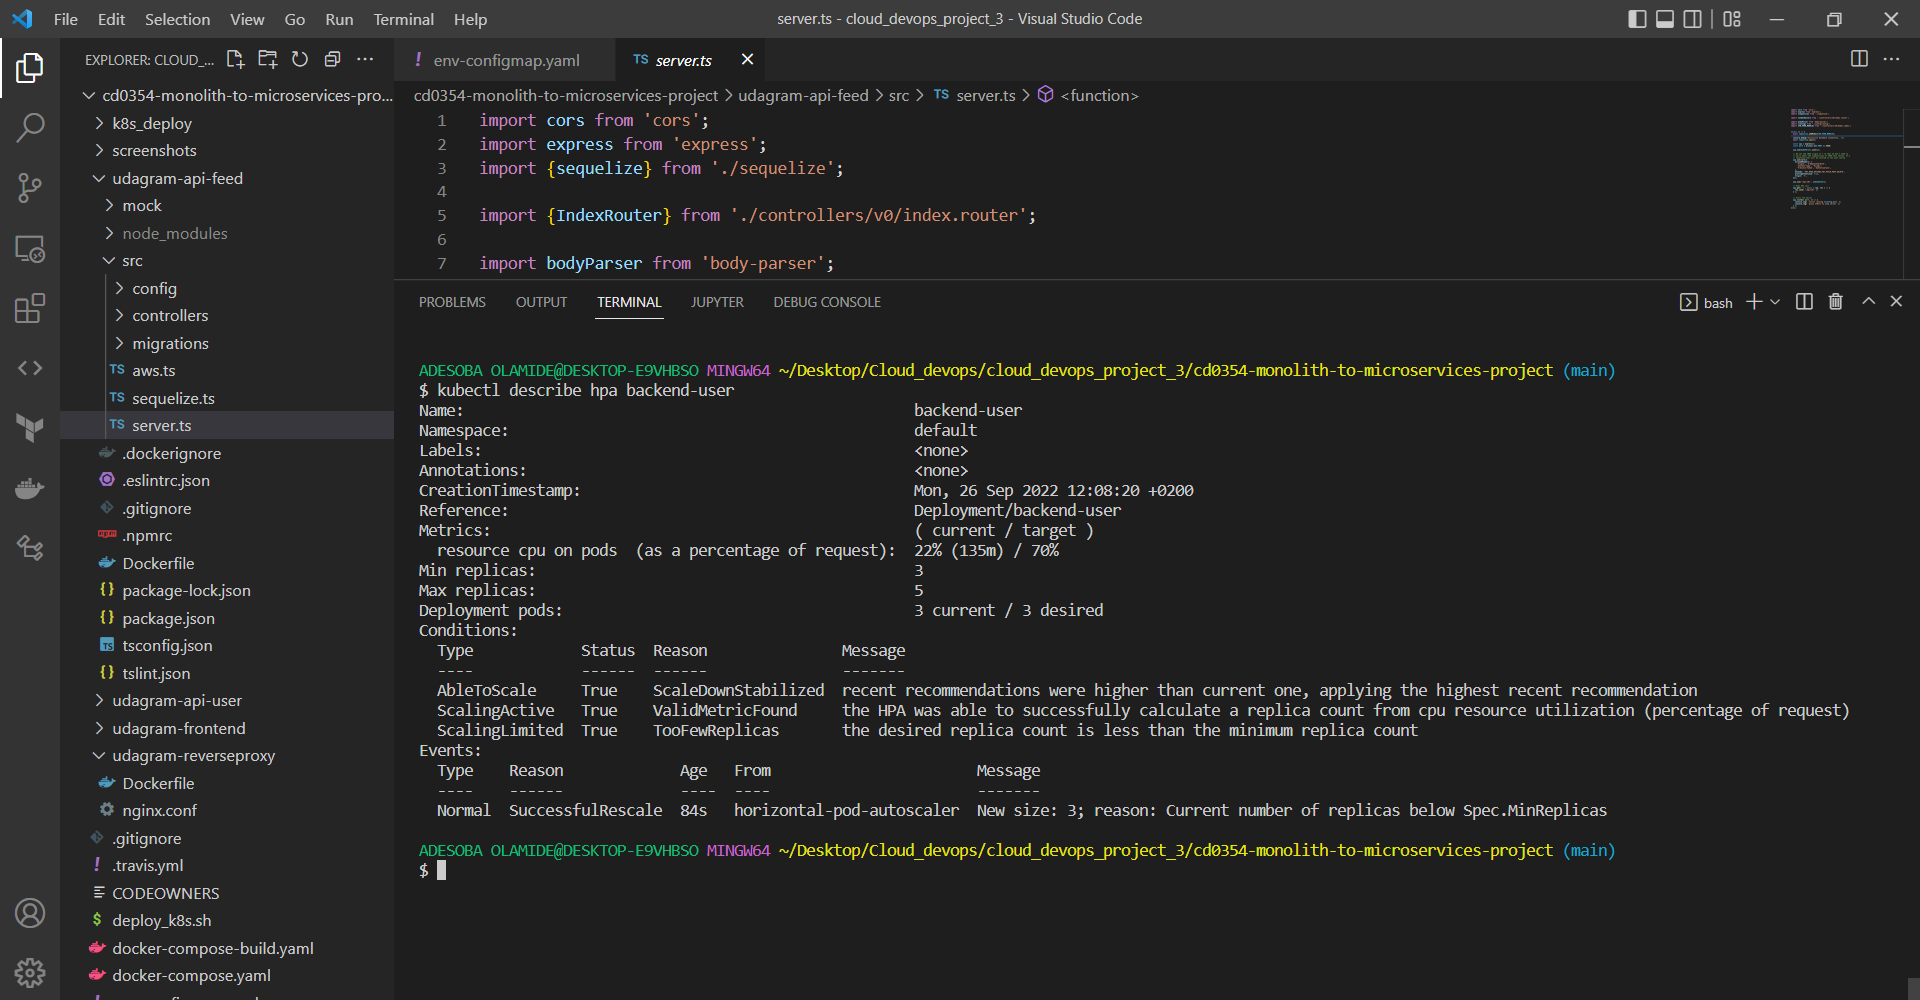 File Edit Selection View Go Run Terminal Help
server.ts - cloud_devops_project_3 - Visual Studio Code
EXPLORER: CLOUD_...
cd0354-monolith-to-microservices-pro...
k8s_deploy
screenshots
udagram-api-feed
mock
node_modules
src
config
controllers
migrations
TS aws.ts
TS sequelize.ts
TS server.ts
.dockerignore
.eslintrc.json
.gitignore
npm .npmrc
Dockerfile
{} package-lock.json
{} package.json
TS tsconfig.json
{} tslint.json
udagram-api-user
udagram-frontend
udagram-reverseproxy
Dockerfile
nginx.conf
.gitignore
! .travis.yml
CODEOWNERS
$ deploy_k8s.sh
docker-compose-build.yaml
docker-compose.yaml
! env-configmap.yaml
TS server.ts
cd0354-monolith-to-microservices-project > udagram-api-feed > src > TS server.ts > <function>
1 import cors from 'cors';
2 import express from 'express';
3 import {sequelize} from './sequelize';
4
5 import {IndexRouter} from './controllers/v0/index.router';
6
7 import bodyParser from 'body-parser';
PROBLEMS OUTPUT TERMINAL JUPYTER DEBUG CONSOLE
bash
ADESOBA OLAMIDE@DESKTOP-E9VHBSO MINGW64 ~/Desktop/Cloud_devops/cloud_devops_project_3/cd0354-monolith-to-microservices-project (main)
$ kubectl describe hpa backend-user
Name: backend-user
Namespace: default
Labels: <none>
Annotations: <none>
CreationTimestamp: Mon, 26 Sep 2022 12:08:20 +0200
Reference: Deployment/backend-user
Metrics: ( current / target )
resource cpu on pods (as a percentage of request): 22% (135m) / 70%
Min replicas: 3
Max replicas: 5
Deployment pods: 3 current / 3 desired
Conditions:
Type Status Reason Message
---- ------ ------ -------
AbleToScale True ScaleDownStabilized recent recommendations were higher than current one, applying the highest recent recommendation
ScalingActive True ValidMetricFound the HPA was able to successfully calculate a replica count from cpu resource utilization (percentage of request)
ScalingLimited True TooFewReplicas the desired replica count is less than the minimum replica count
Events:
Type Reason Age From Message
---- ------ ---- ---- -------
Normal SuccessfulRescale 84s horizontal-pod-autoscaler New size: 3; reason: Current number of replicas below Spec.MinReplicas
ADESOBA OLAMIDE@DESKTOP-E9VHBSO MINGW64 ~/Desktop/Cloud_devops/cloud_devops_project_3/cd0354-monolith-to-microservices-project (main)
$